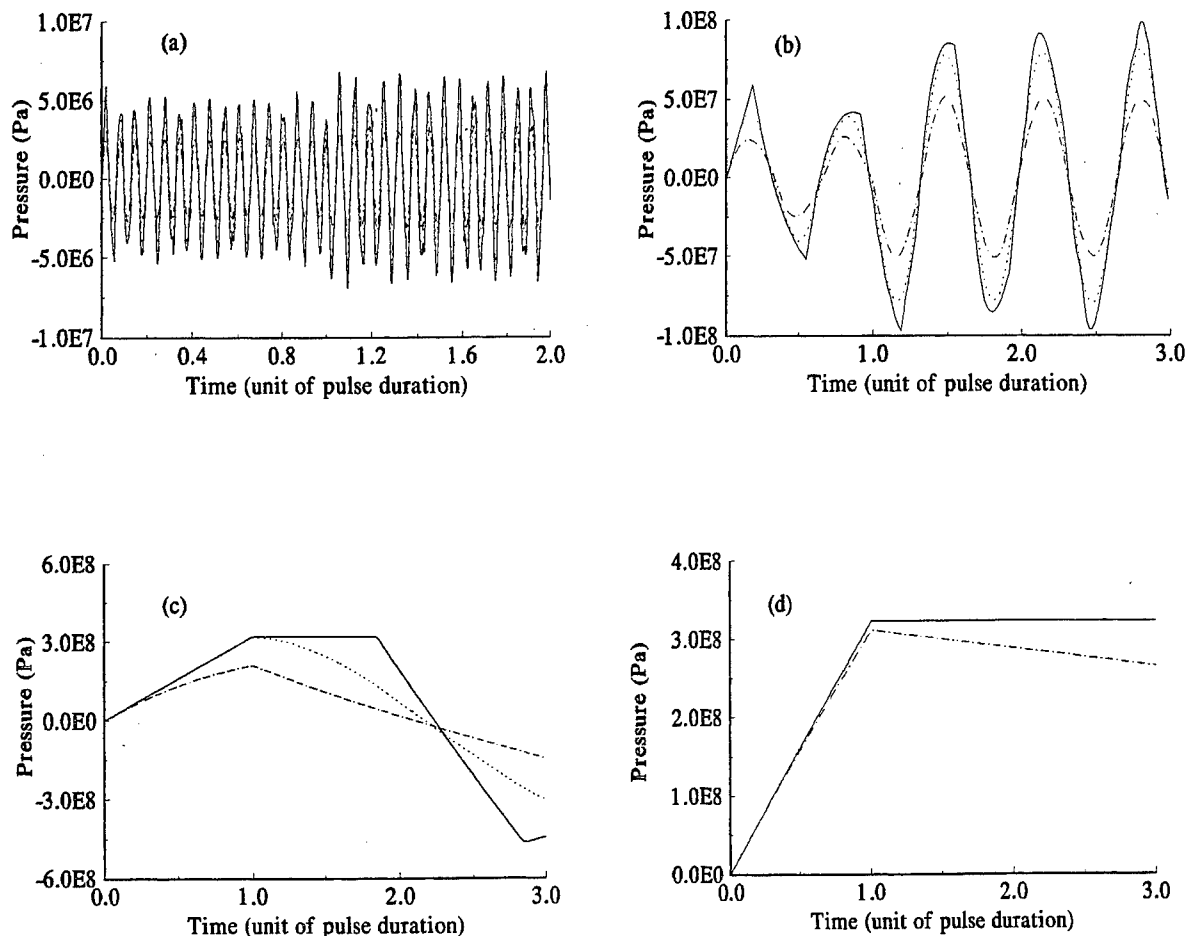 (a)
1.0E7
5.0E6
0.0E0
-5.0E6
-1.0E7
Pressure (Pa)
0.0 0.4 0.8 1.2 1.6 2.0
Time (unit of pulse duration)
(b)
1.0E8
5.0E7
0.0E0
-5.0E7
-1.0E8
Pressure (Pa)
0.0 1.0 2.0 3.0
Time (unit of pulse duration)
(c)
6.0E8
3.0E8
0.0E0
-3.0E8
-6.0E8
Pressure (Pa)
0.0 1.0 2.0 3.0
Time (unit of pulse duration)
(d)
4.0E8
3.0E8
2.0E8
1.0E8
0.0E0
Pressure (Pa)
0.0 1.0 2.0 3.0
Time (unit of pulse duration)